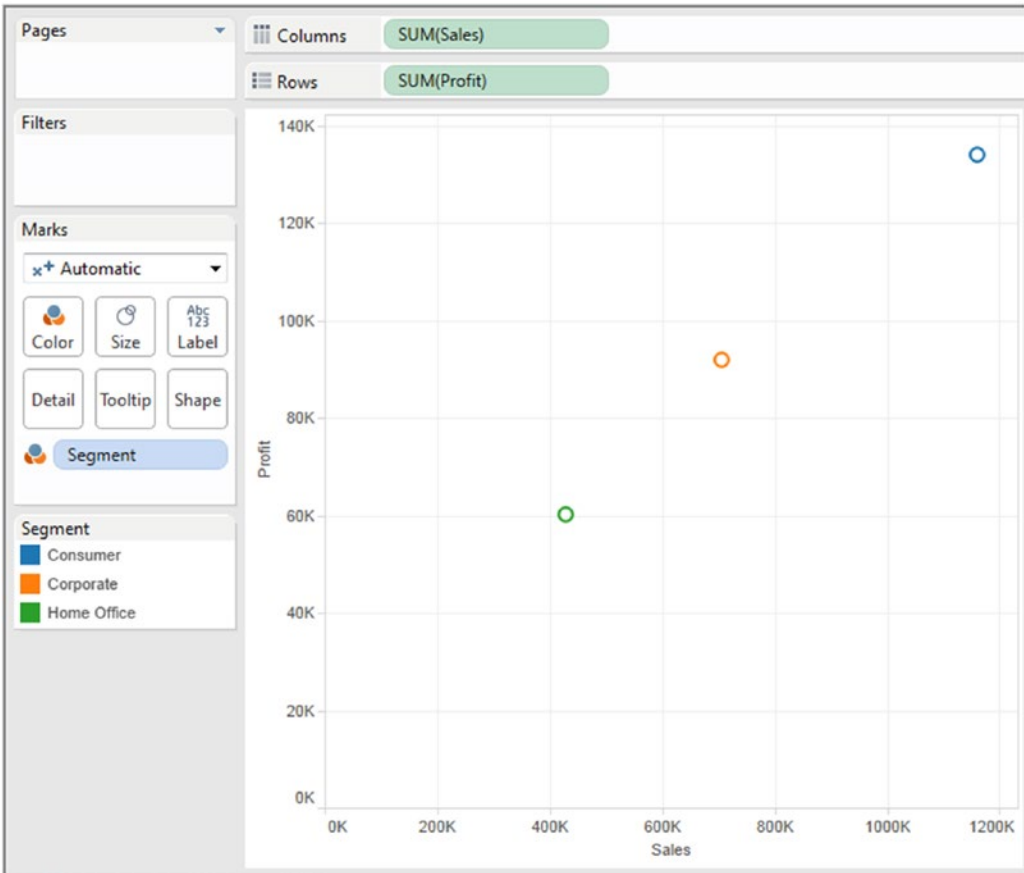 Pages
Columns
SUM(Sales)
Rows
SUM(Profit)
Filters
Marks
Automatic
Color
Size
Abc
123
Label
Detail
Tooltip
Shape
Segment
Segment
Consumer
Corporate
Home Office
140K
120K
100K
80K
60K
40K
20K
0K
Profit
0K 200K 400K 600K 800K 1000K 1200K
Sales